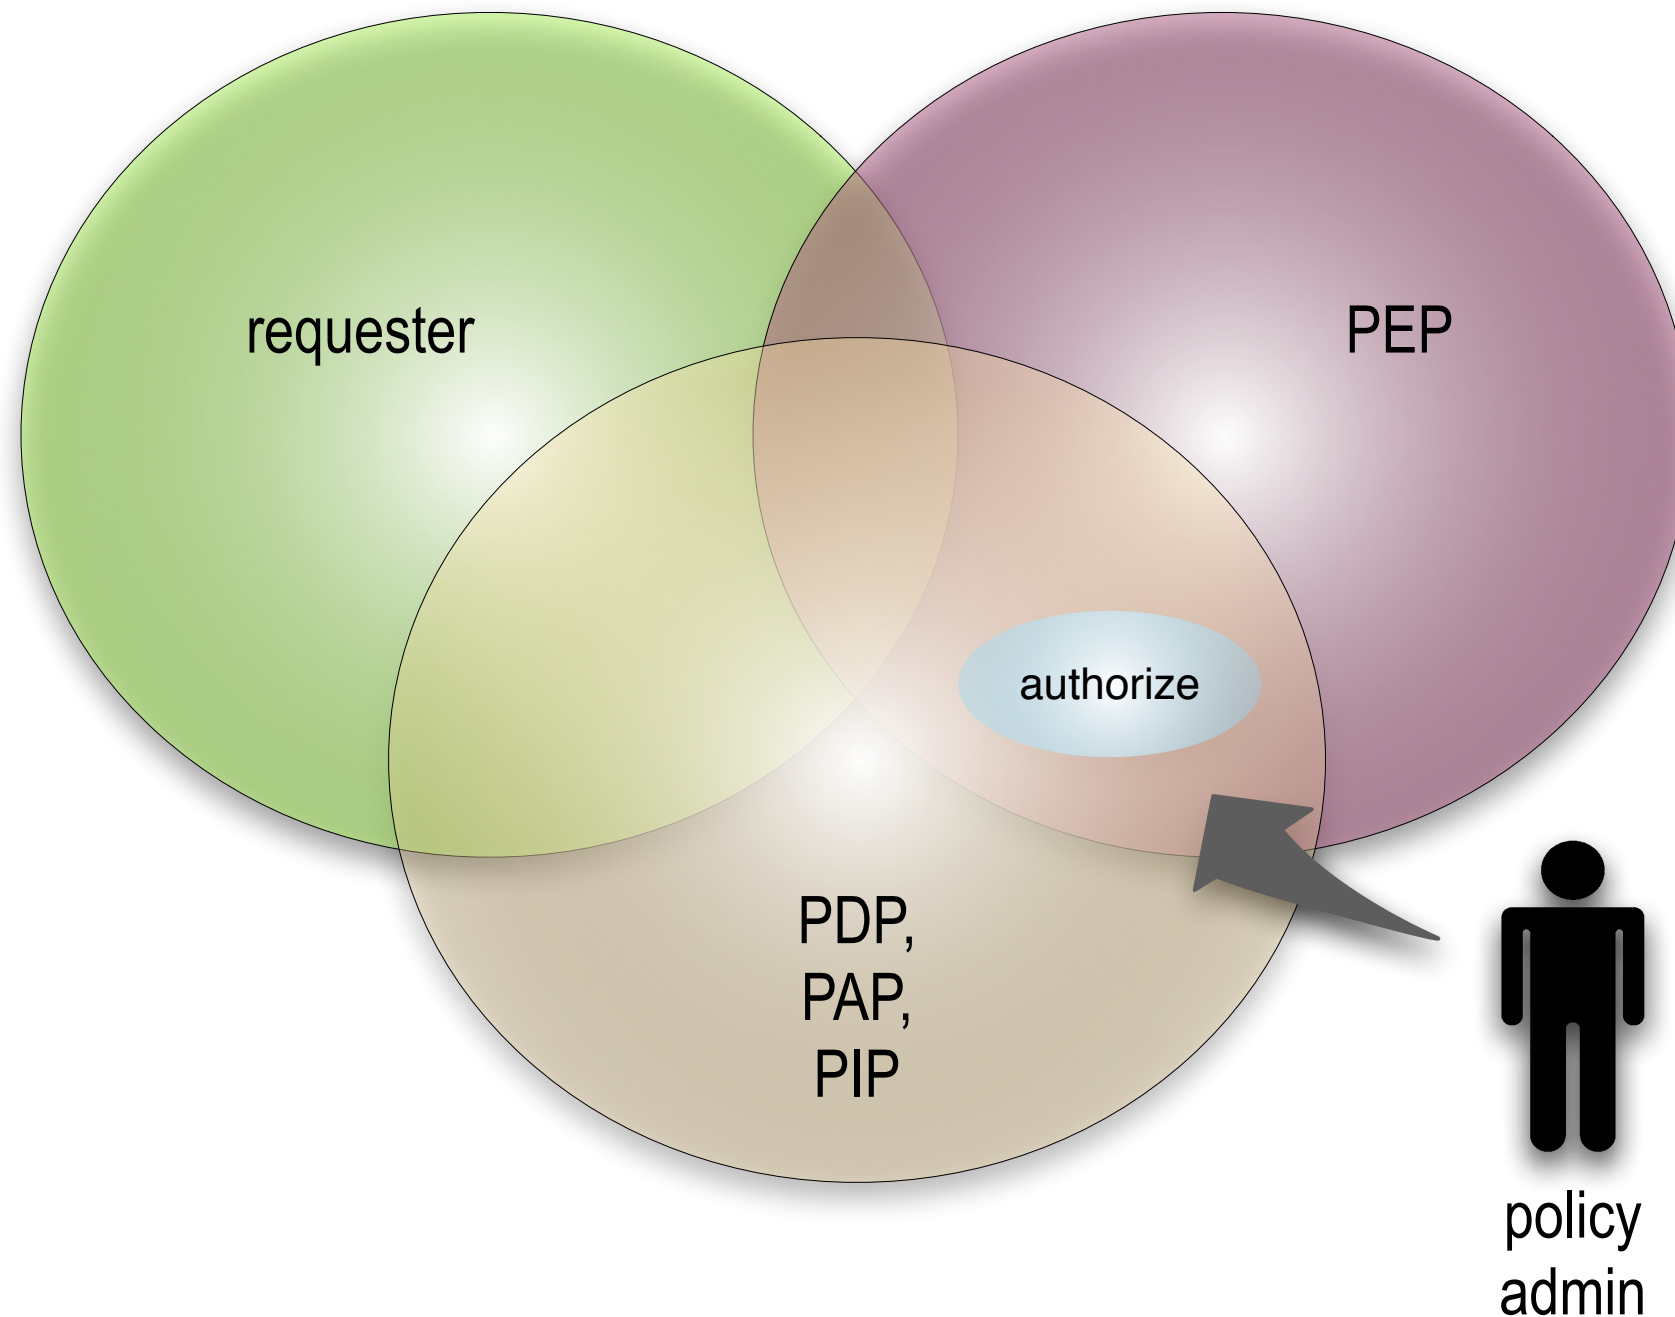 requester
PEP
authorize
PDP,
PAP,
PIP
policy
admin